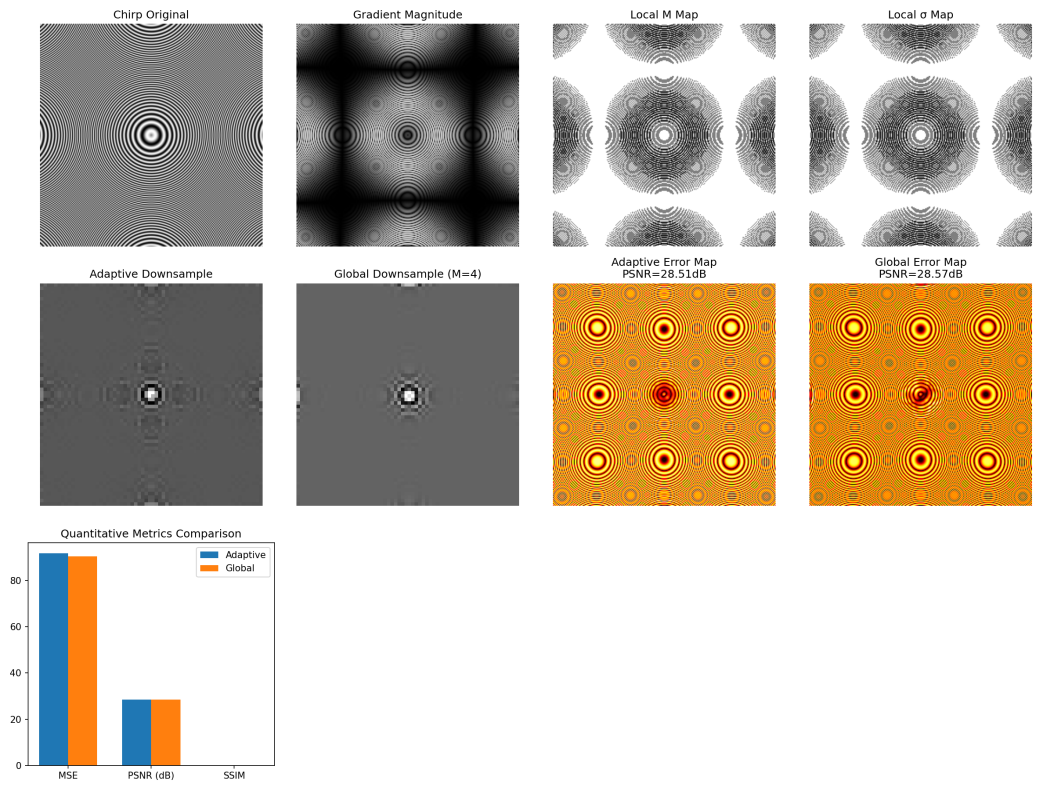 Chirp Original
Gradient Magnitude
Local M Map
Local σ Map
Adaptive Downsample
Global Downsample (M=4)
Adaptive Error Map
PSNR=28.51dB
Global Error Map
PSNR=28.57dB
Quantitative Metrics Comparison
Adaptive
Global
80
60
40
20
0
MSE
PSNR (dB)
SSIM